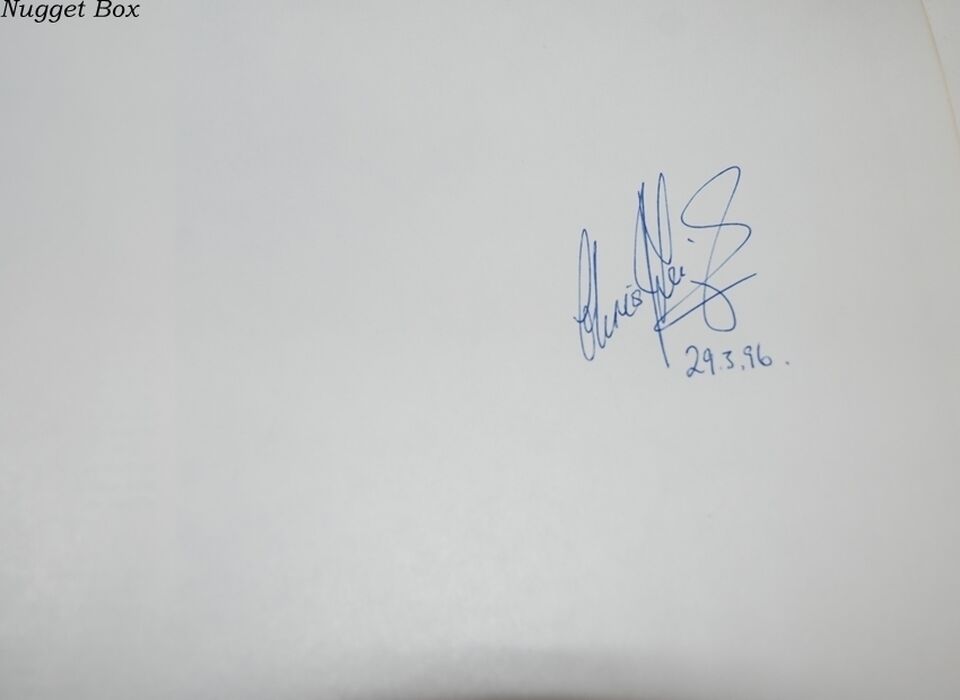 Nugget Box
Chris
29.3.96.